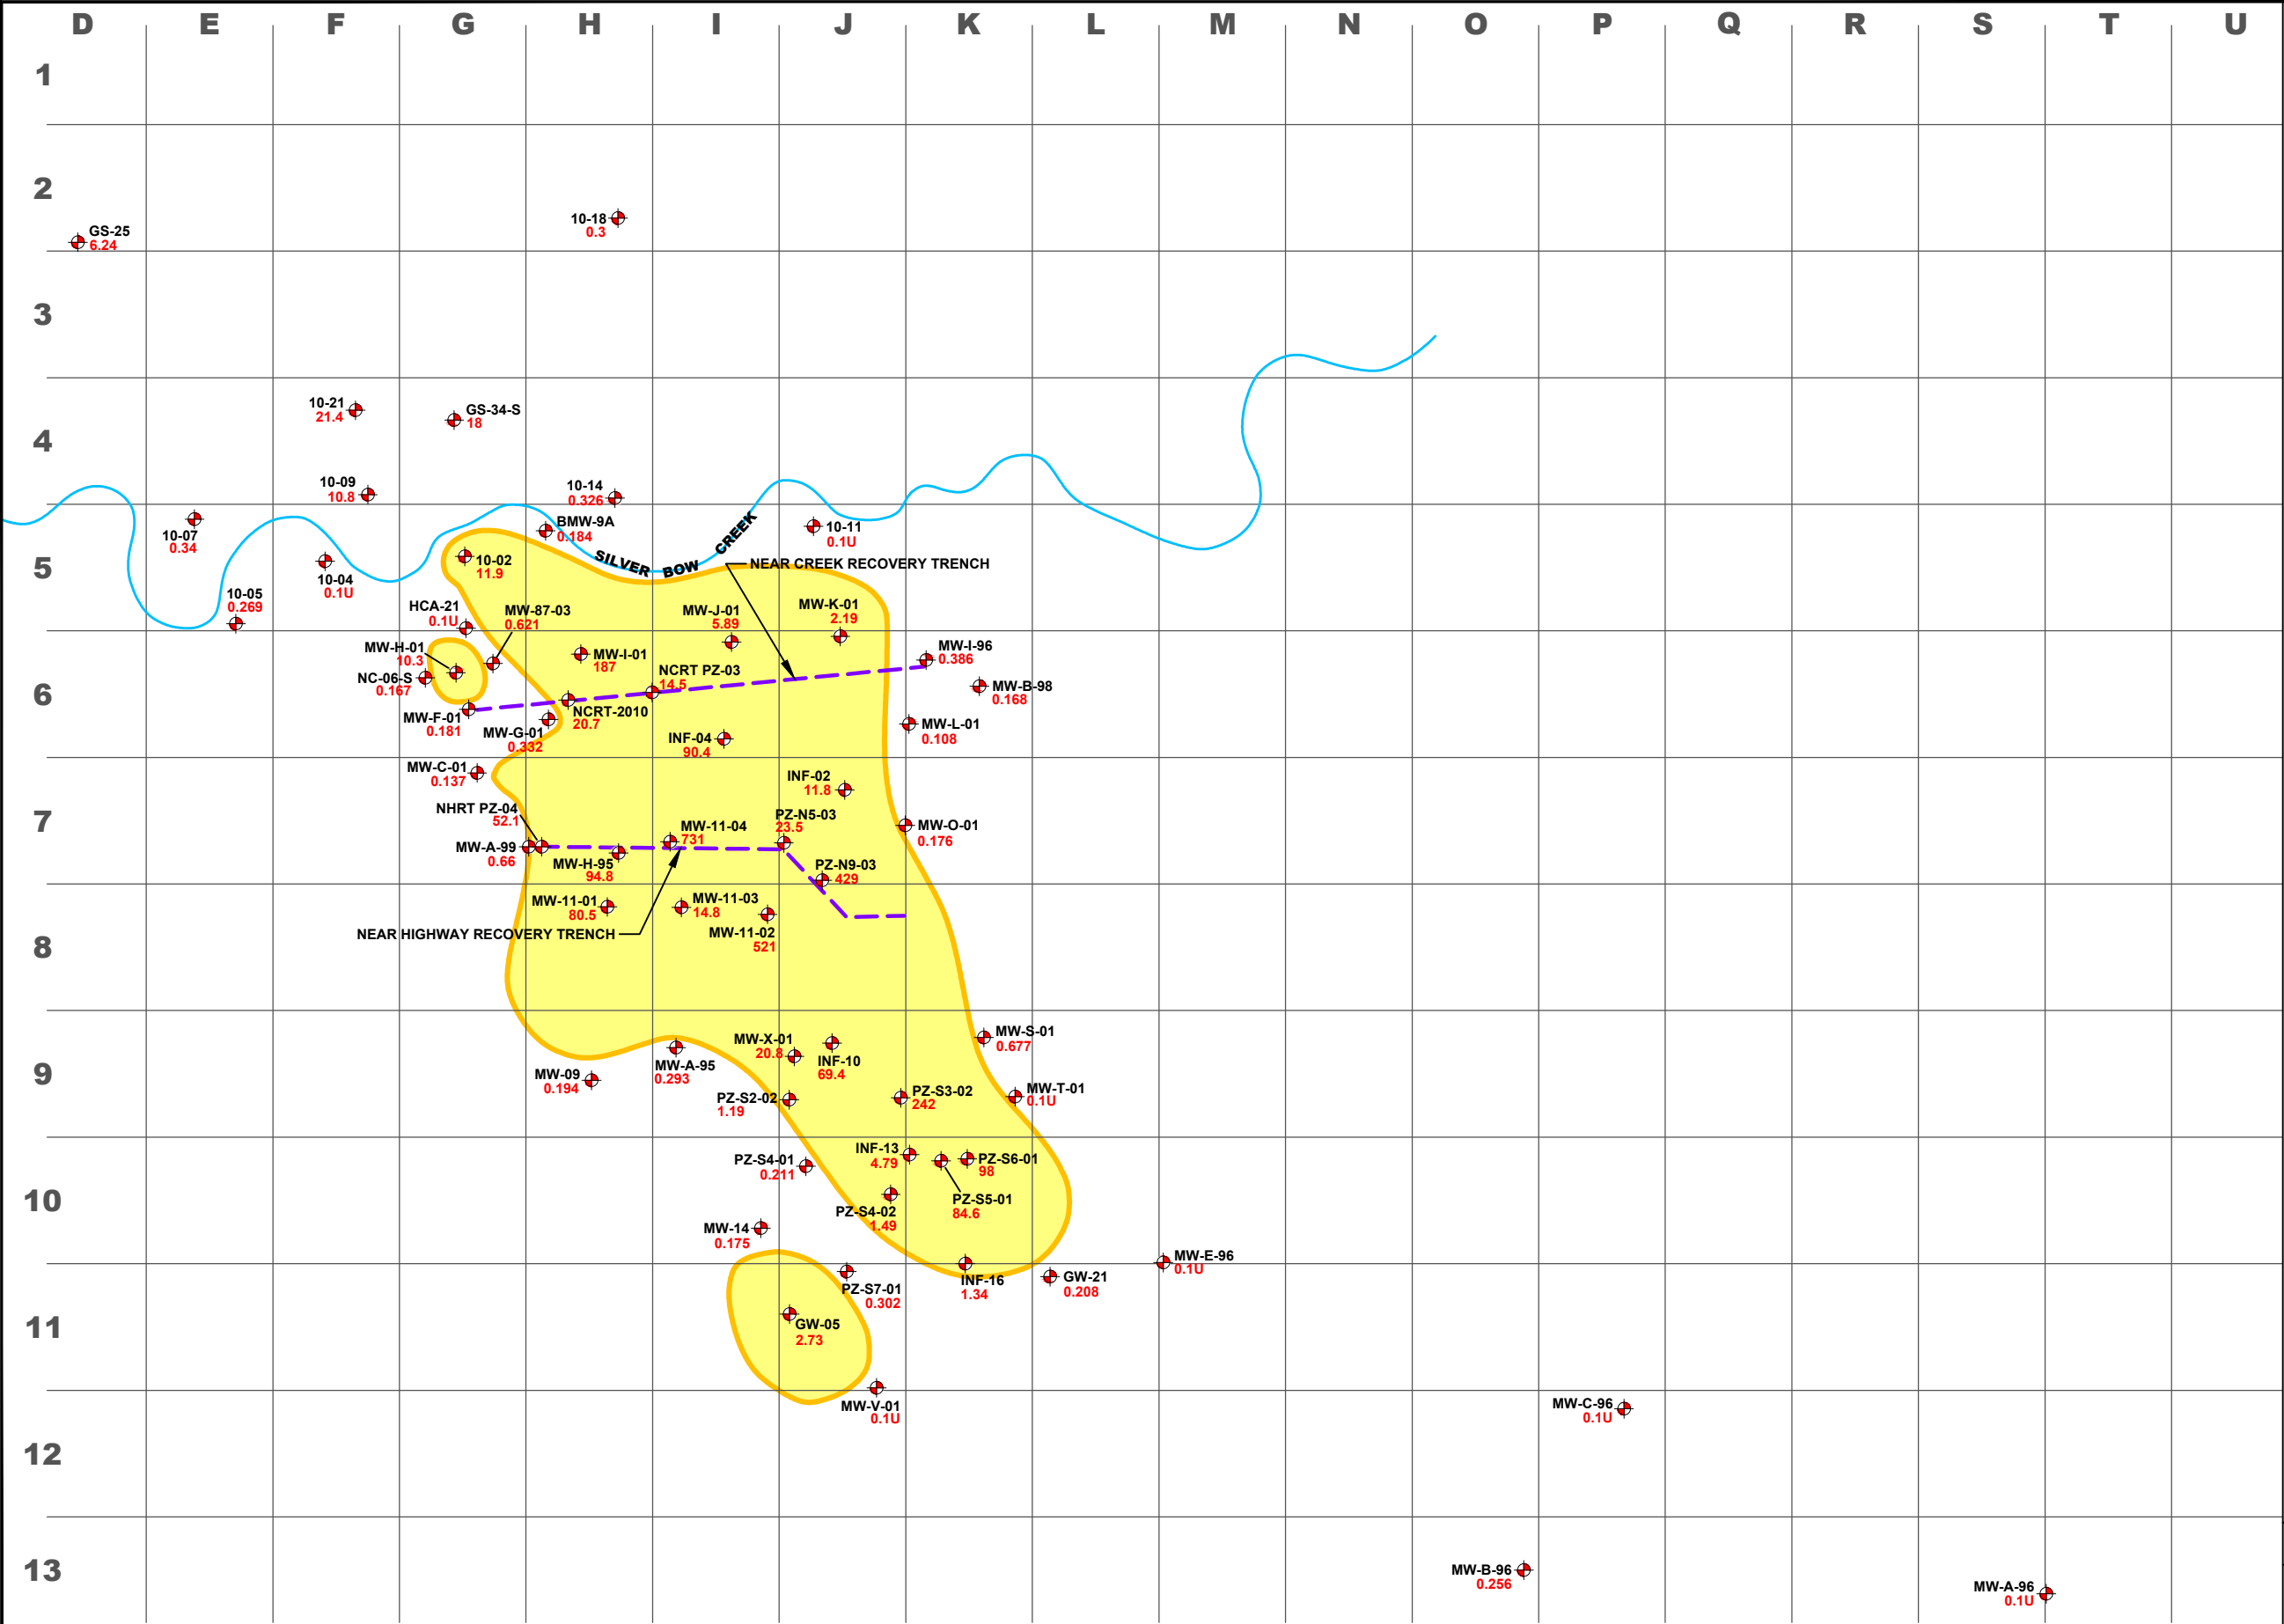 D E F G H I J K L M N O P Q R S T U
1
2
GS-25
6.24
10-18
0.3
3
4
10-21
21.4
GS-34-S
18
10-09
10.8
10-14
0.326
5
10-07
0.34
BMW-9A
0.184
10-11
0.1U
SILVER BOW CREEK
NEAR CREEK RECOVERY TRENCH
10-02
11.9
10-04
0.1U
10-05
0.269
HCA-21
0.1U
MW-87-03
0.621
MW-J-01
5.89
MW-K-01
2.19
6
MW-H-01
10.3
MW-I-01
187
MW-I-96
0.386
NC-06-S
0.167
NCRT PZ-03
14.5
MW-B-98
0.168
MW-F-01
0.181
NCRT-2010
20.7
MW-G-01
0.332
MW-L-01
0.108
INF-04
90.4
7
MW-C-01
0.137
INF-02
11.8
NHRT PZ-04
52.1
PZ-N5-03
23.5
MW-11-04
731
MW-O-01
0.176
MW-A-99
0.66
MW-H-95
94.8
PZ-N9-03
429
8
MW-11-01
80.5
MW-11-03
14.8
MW-11-02
521
NEAR HIGHWAY RECOVERY TRENCH
9
MW-X-01
20.8
INF-10
69.4
MW-S-01
0.677
MW-A-95
0.293
MW-09
0.194
PZ-S2-02
1.19
PZ-S3-02
242
MW-T-01
0.1U
10
INF-13
4.79
PZ-S6-01
98
PZ-S4-01
0.211
PZ-S5-01
84.6
PZ-S4-02
1.49
MW-14
0.175
MW-E-96
0.1U
11
INF-16
1.34
GW-21
0.208
PZ-S7-01
0.302
GW-05
2.73
12
MW-V-01
0.1U
MW-C-96
0.1U
13
MW-B-96
0.256
MW-A-96
0.1U